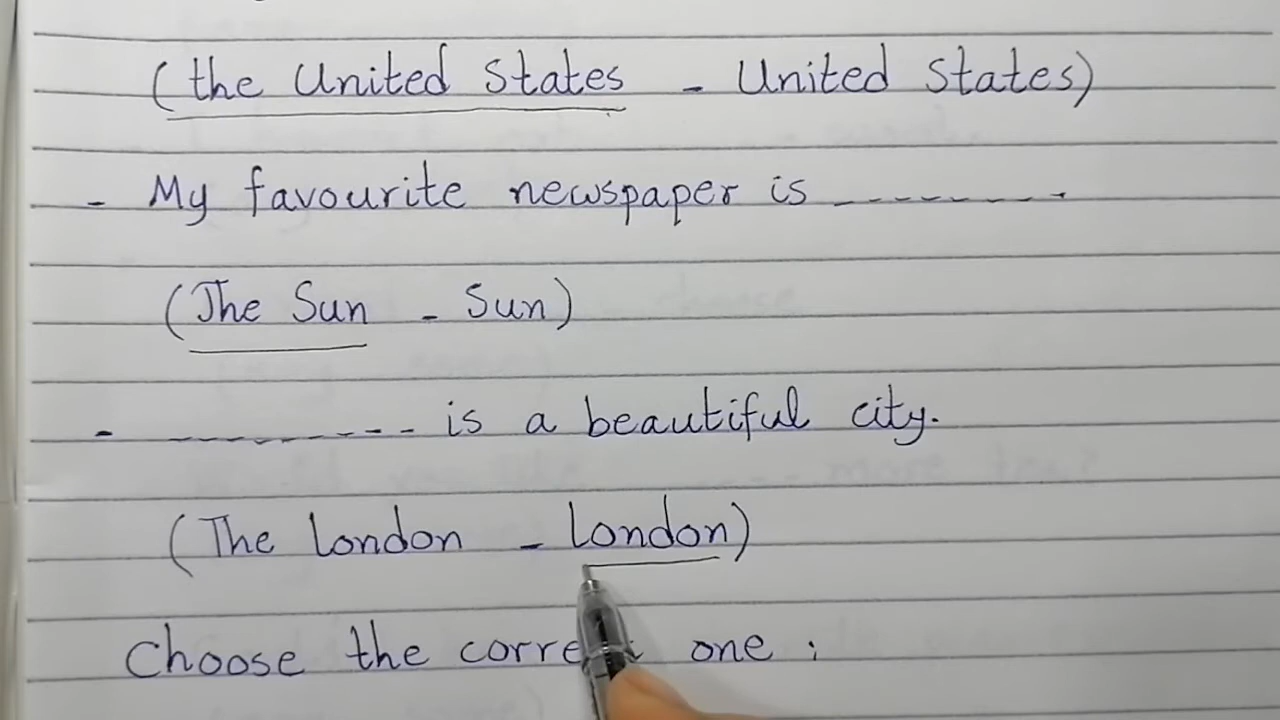 (the United States - United States)
- My favourite newspaper is ---------.
(The Sun - Sun)
- --------- is a beautiful city.
(The London - London)
Choose the corre one :